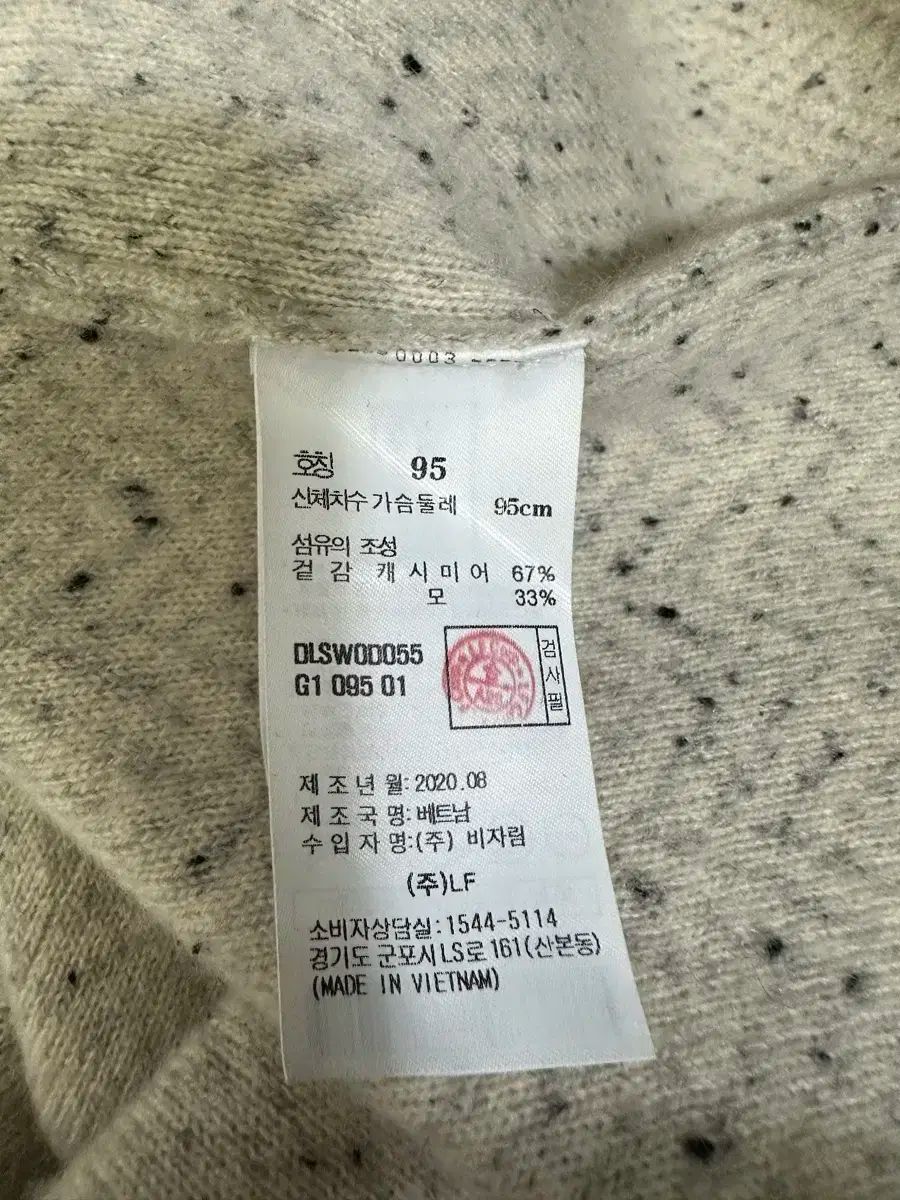 호칭 95
신체치수 가슴둘레 95cm
섬유의 조성
겉 감 캐 시 미 어 67%
모 33%
DLSW0D055
G1 095 01
검사필
제 조 년 월: 2020.08
제 조 국 명: 베트남
수 입 자 명:(주) 비자림
(주)LF
소비자상담실: 1544-5114
경기도 군포시 LS로 161(산본동)
(MADE IN VIETNAM)